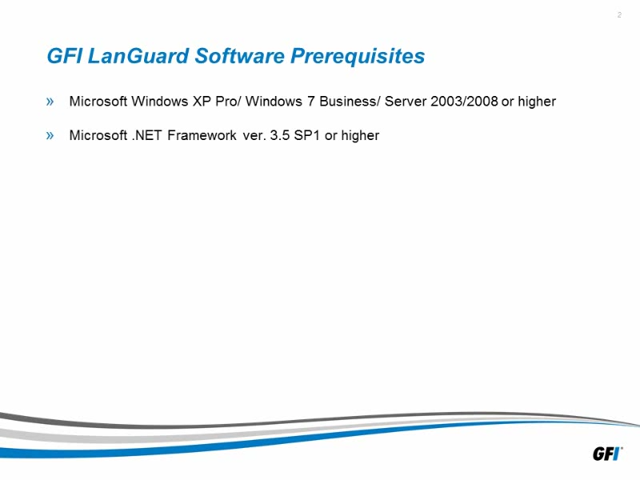 2
GFI LanGuard Software Prerequisites
» Microsoft Windows XP Pro/ Windows 7 Business/ Server 2003/2008 or higher
» Microsoft .NET Framework ver. 3.5 SP1 or higher
GFI